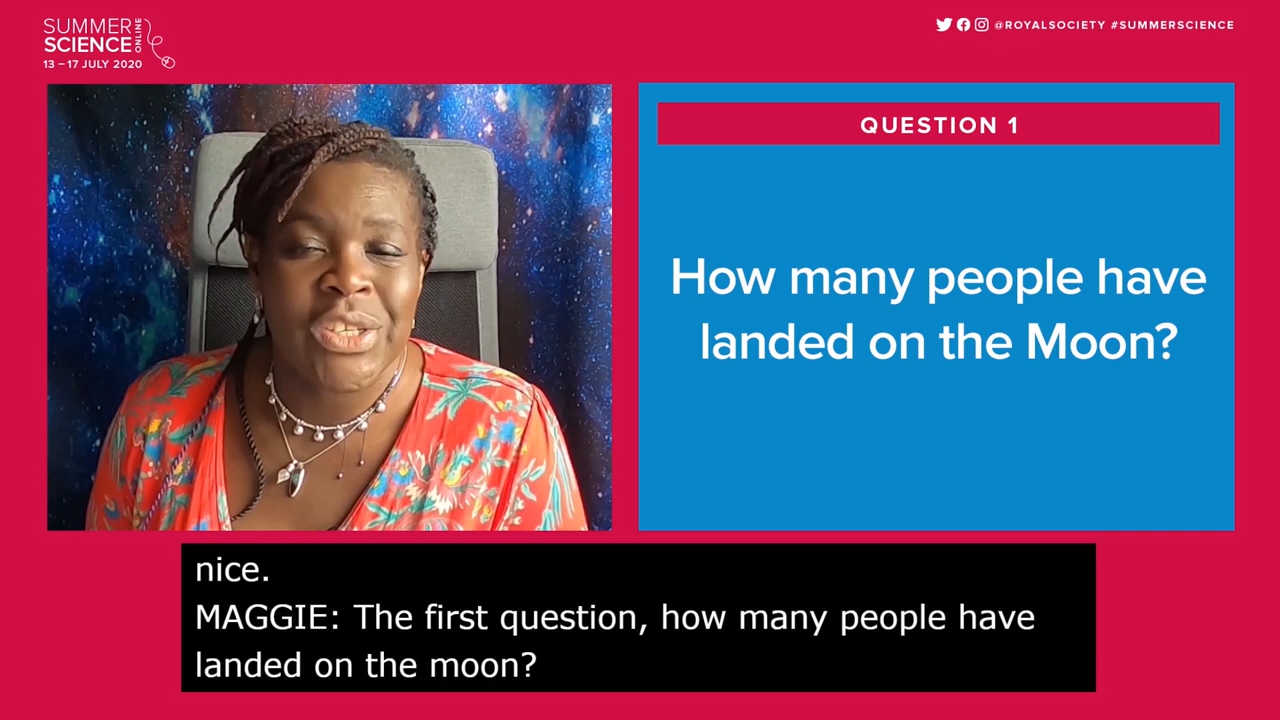 SUMMER
SCIENCE
ONLINE
13 – 17 JULY 2020
@ROYALSOCIETY #SUMMERSCIENCE
QUESTION 1
How many people have
landed on the Moon?
nice.
MAGGIE: The first question, how many people have
landed on the moon?